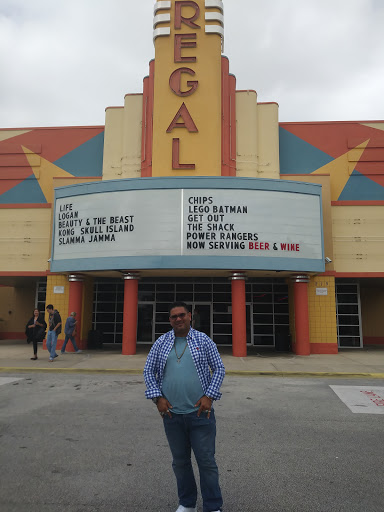 REGAL
LIFE
LOGAN
BEAUTY & THE BEAST
KONG SKULL ISLAND
SLAMMA JAMMA
CHIPS
LEGO BATMAN
GET OUT
THE SHACK
POWER RANGERS
NOW SERVING BEER & WINE